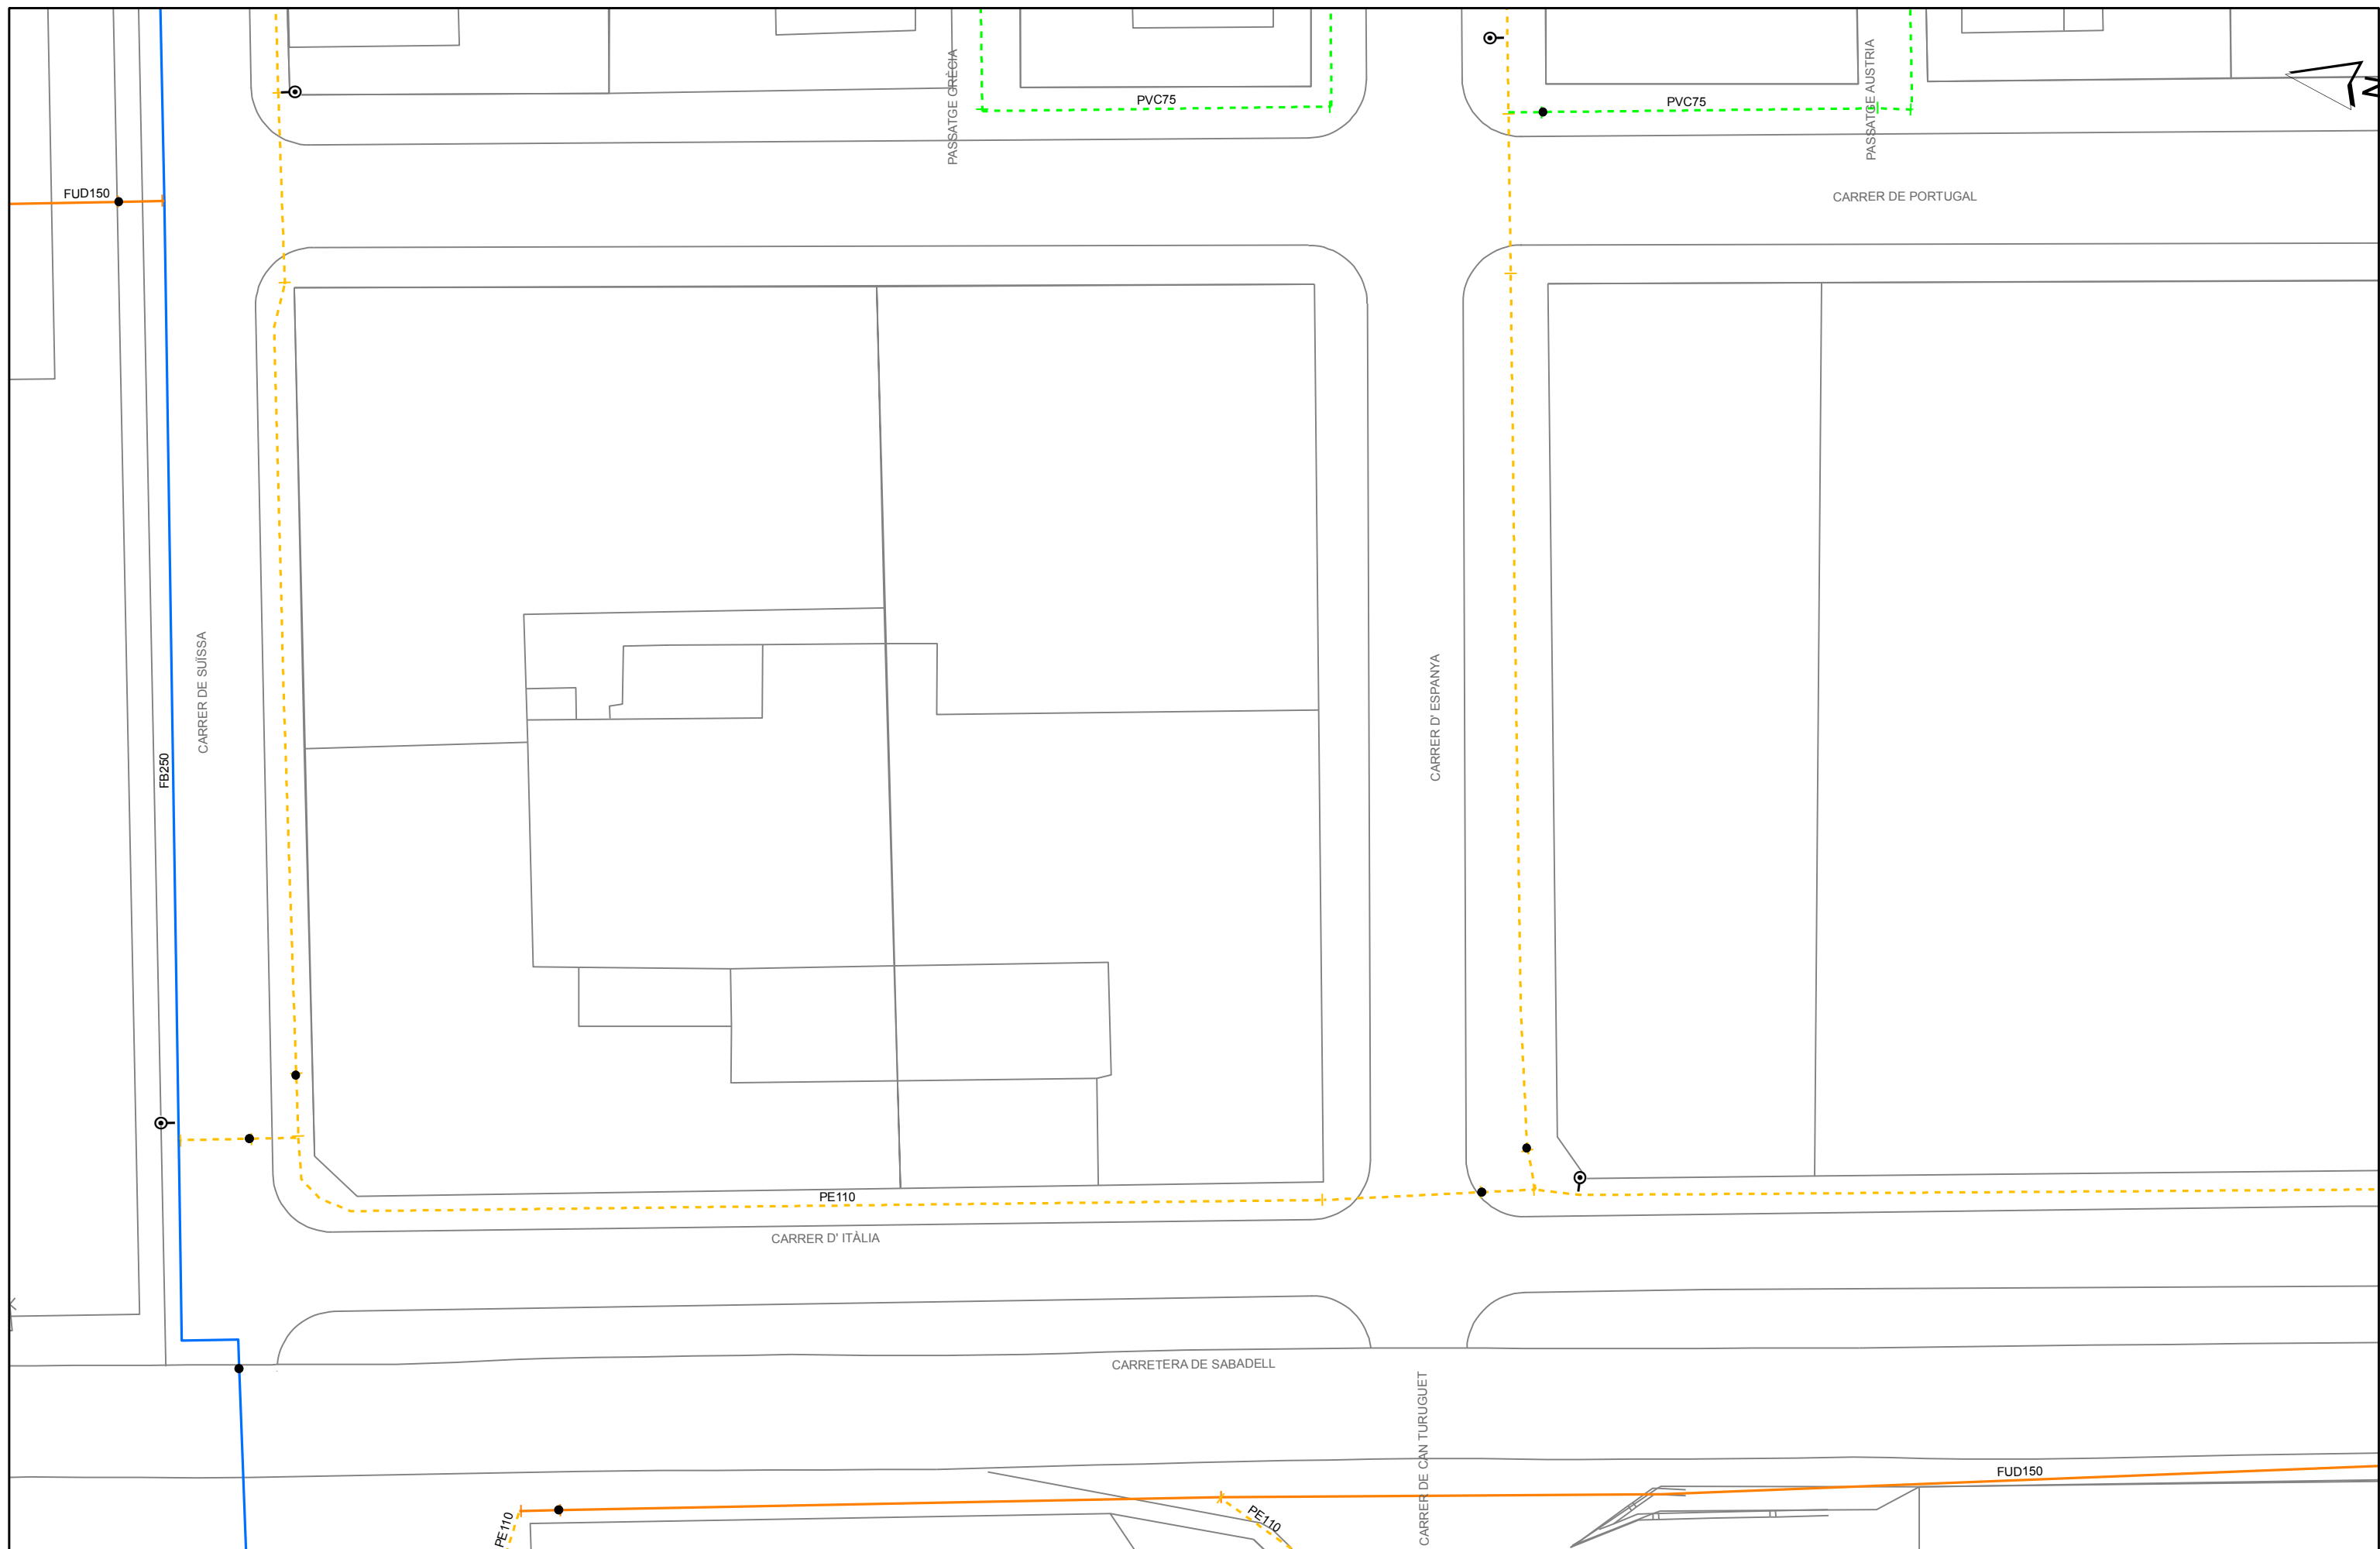 PASSATGE GRÈCIA
PVC75
PVC75
PASSATGE AUSTRIA
N
FUD150
CARRER DE PORTUGAL
CARRER DE SUÏSSA
FB250
CARRER D' ESPANYA
PE110
CARRER D' ITÀLIA
CARRETERA DE SABADELL
CARRER DE CAN TURUGUET
FUD150
PE110
PE110